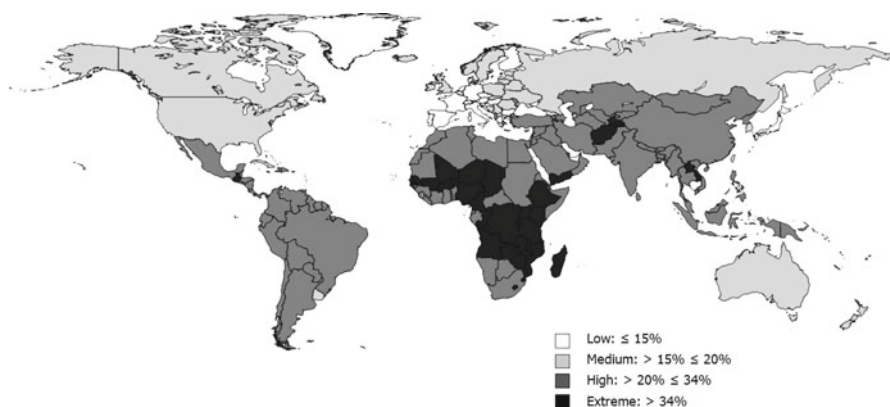 Low: ≤ 15%
Medium: > 15% ≤ 20%
High: > 20% ≤ 34%
Extreme: > 34%